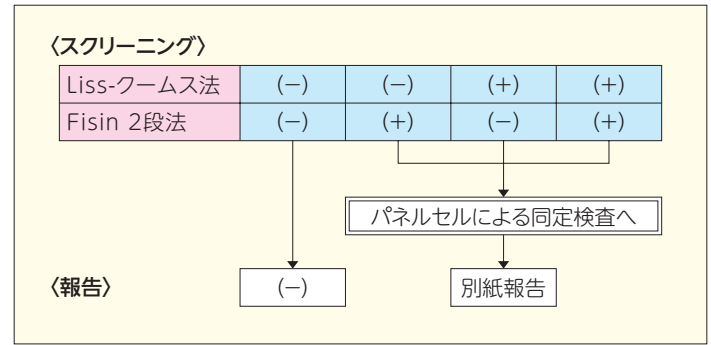 〈スクリーニング〉
Liss-クームス法 (−) (−) (+) (+)
Fisin 2段法 (−) (+) (−) (+)
パネルセルによる同定検査へ
〈報告〉 (−) 別紙報告